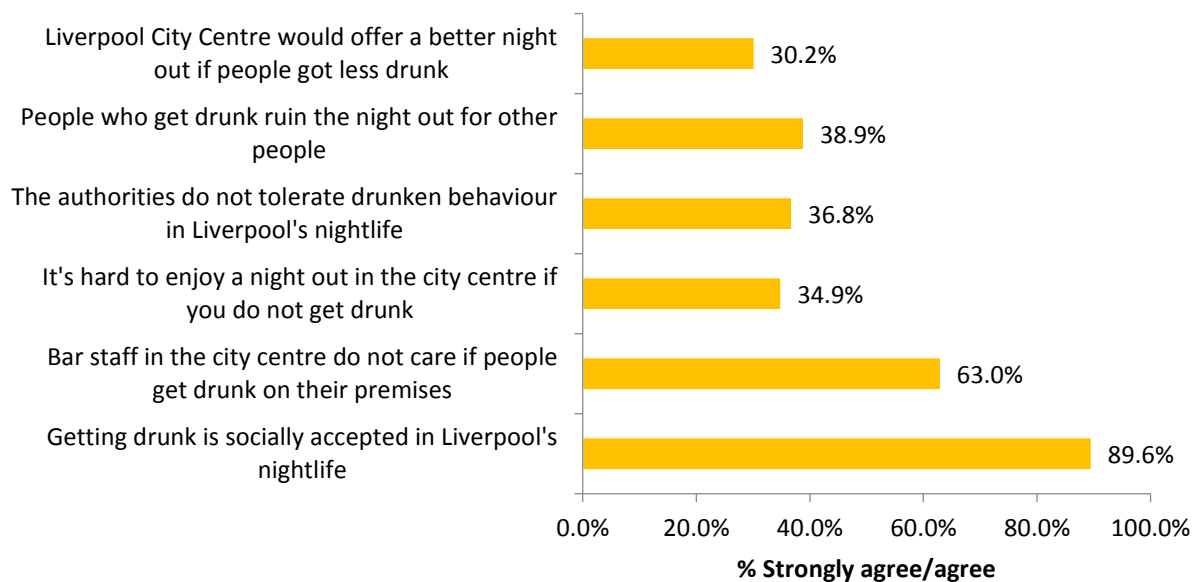 Liverpool City Centre would offer a better night
out if people got less drunk
30.2%
People who get drunk ruin the night out for other
people
38.9%
The authorities do not tolerate drunken behaviour
in Liverpool's nightlife
36.8%
It's hard to enjoy a night out in the city centre if
you do not get drunk
34.9%
Bar staff in the city centre do not care if people
get drunk on their premises
63.0%
Getting drunk is socially accepted in Liverpool's
nightlife
89.6%
0.0% 20.0% 40.0% 60.0% 80.0% 100.0%
% Strongly agree/agree